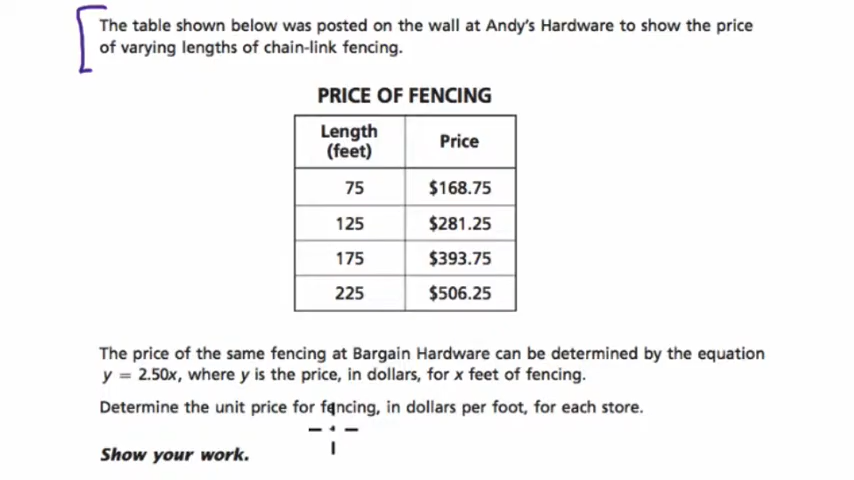 The table shown below was posted on the wall at Andy's Hardware to show the price
of varying lengths of chain-link fencing.
PRICE OF FENCING
Length
(feet)
Price
75 $168.75
125 $281.25
175 $393.75
225 $506.25
The price of the same fencing at Bargain Hardware can be determined by the equation
y = 2.50x, where y is the price, in dollars, for x feet of fencing.
Determine the unit price for fencing, in dollars per foot, for each store.
Show your work.